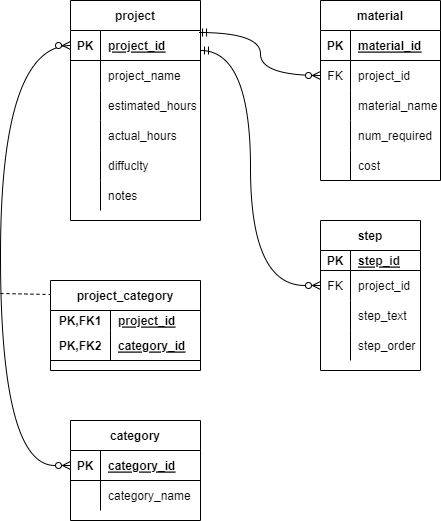 project
PK project_id
project_name
estimated_hours
actual_hours
diffuclty
notes
material
PK material_id
FK project_id
material_name
num_required
cost
step
PK step_id
FK project_id
step_text
step_order
project_category
PK,FK1 project_id
PK,FK2 category_id
category
PK category_id
category_name